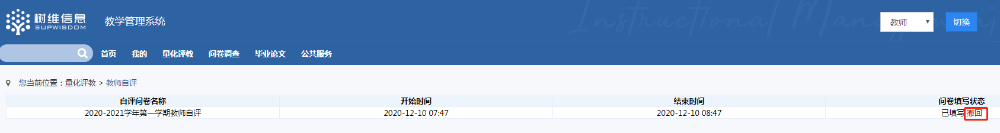 树维信息
SUPWISDOM
教学管理系统
Instructional Managem
教师
切换
首页 我的 量化评教 问卷调查 毕业论文 公共服务
您当前位置：量化评教 > 教师自评
自评问卷名称 开始时间 结束时间 问卷填写状态
2020-2021学年第一学期教师自评 2020-12-10 07:47 2020-12-10 08:47 已填写 撤回